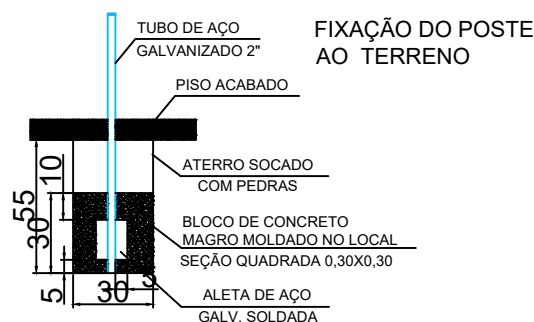 TUBO DE AÇO
GALVANIZADO 2"
FIXAÇÃO DO POSTE
AO TERRENO
PISO ACABADO
ATERRO SOCADO
COM PEDRAS
BLOCO DE CONCRETO
MAGRO MOLDADO NO LOCAL
SEÇÃO QUADRADA 0,30X0,30
ALETA DE AÇO
GALV. SOLDADA
55
30
10
5
30
5